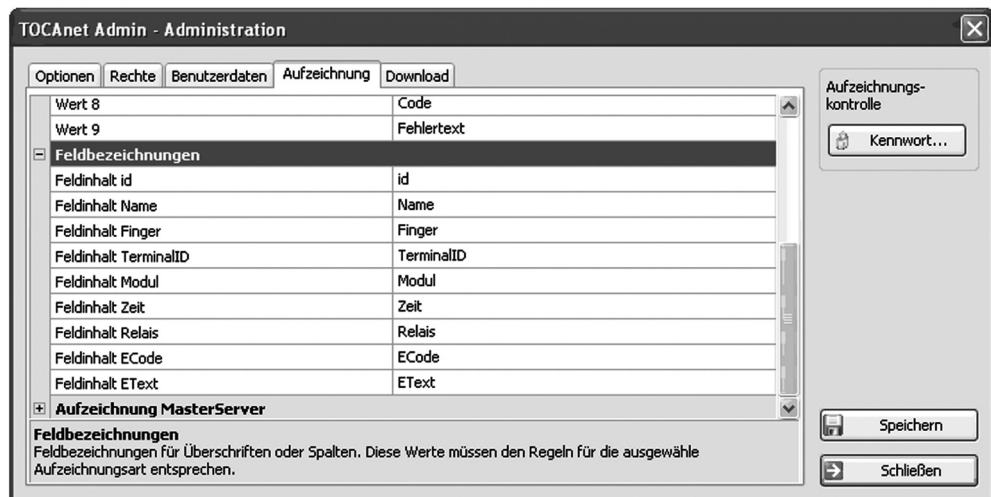 TOCAnet Admin - Administration
Optionen Rechte Benutzerdaten Aufzeichnung Download
Wert 8 Code
Wert 9 Fehlertext
Feldbezeichnungen
Feldinhalt id id
Feldinhalt Name Name
Feldinhalt Finger Finger
Feldinhalt TerminalID TerminalID
Feldinhalt Modul Modul
Feldinhalt Zeit Zeit
Feldinhalt Relais Relais
Feldinhalt ECode ECode
Feldinhalt EText EText
Aufzeichnung MasterServer
Feldbezeichnungen
Feldbezeichnungen für Überschriften oder Spalten. Diese Werte müssen den Regeln für die ausgewähle
Aufzeichnungsart entsprechen.
Aufzeichnungs-
kontrolle
Kennwort...
Speichern
Schließen